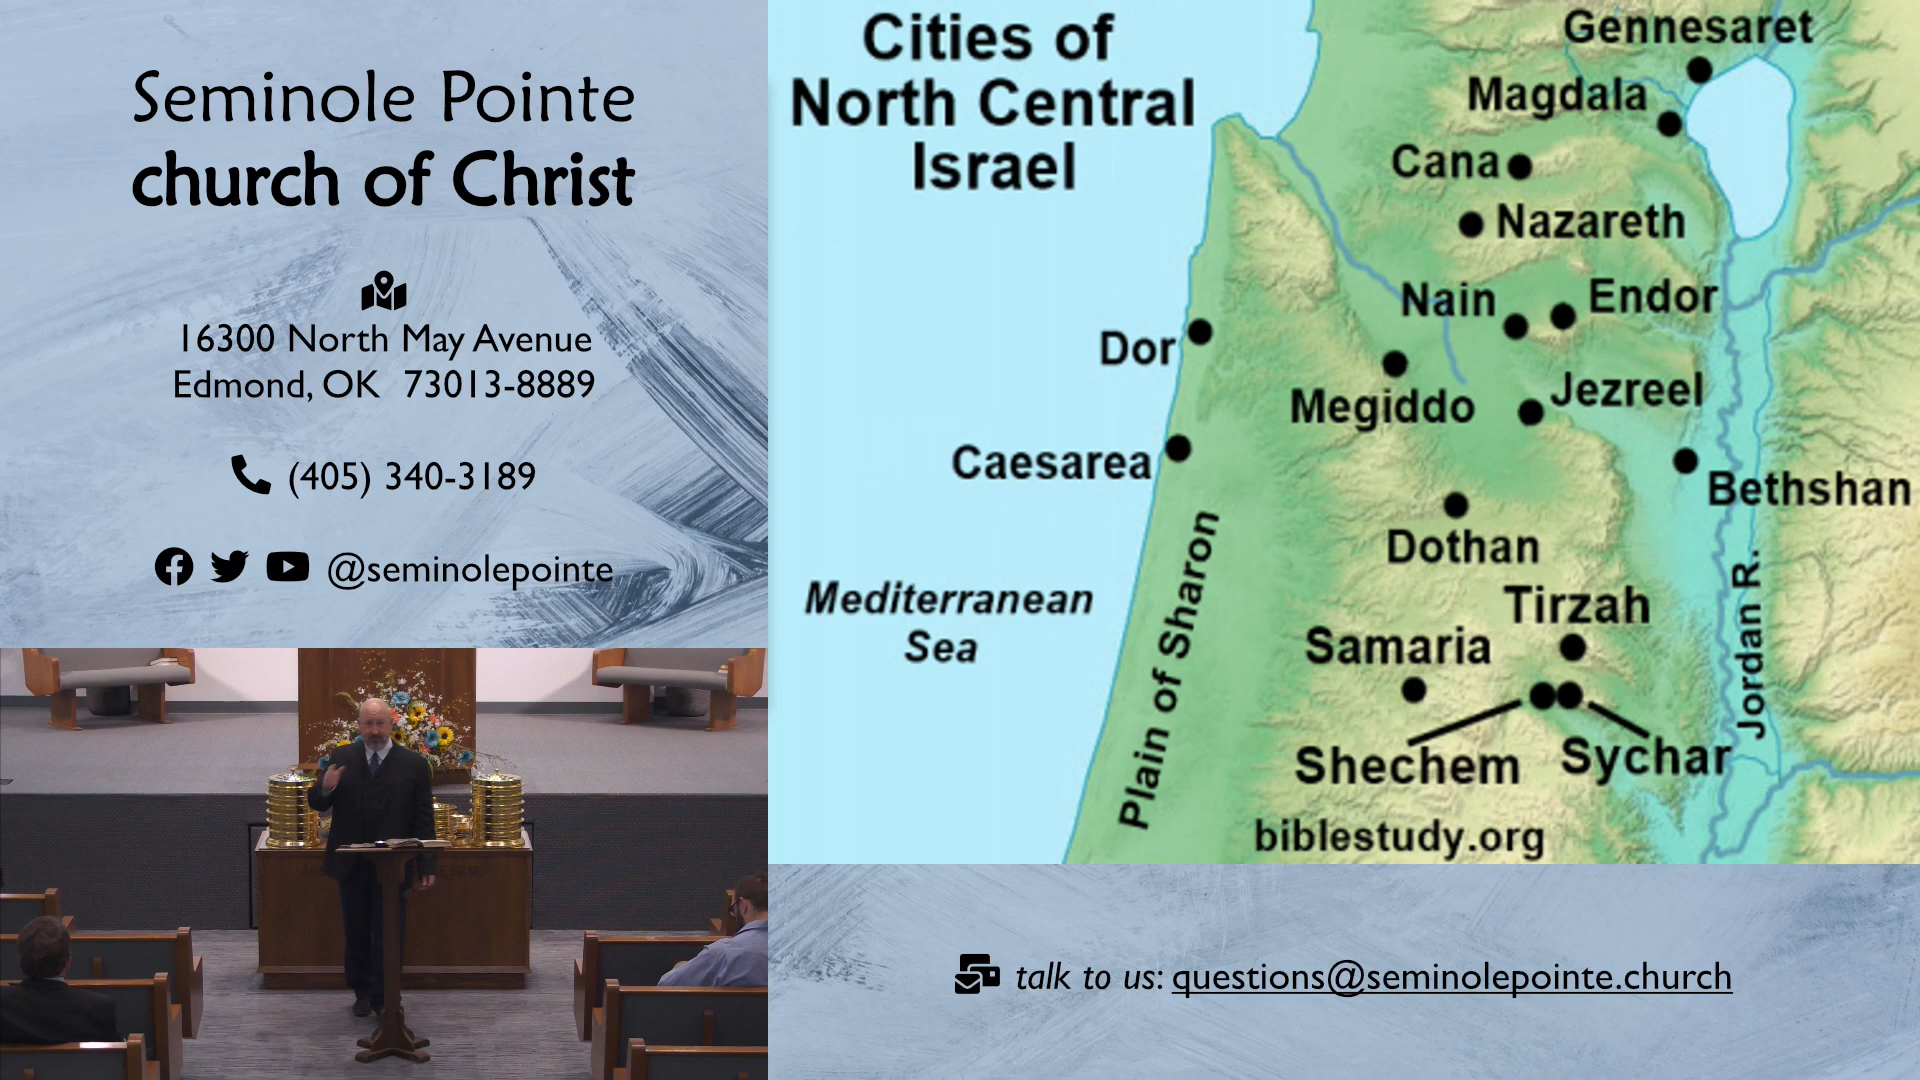 Seminole Pointe
church of Christ
16300 North May Avenue
Edmond, OK 73013-8889
(405) 340-3189
@seminolepointe
Cities of
North Central
Israel
Gennesaret
Magdala
Cana
Nazareth
Nain
Endor
Dor
Megiddo
Jezreel
Caesarea
Bethshan
Dothan
Mediterranean
Sea
Plain of Sharon
Tirzah
Samaria
Jordan R.
Shechem
Sychar
biblestudy.org
talk to us: questions@seminolepointe.church